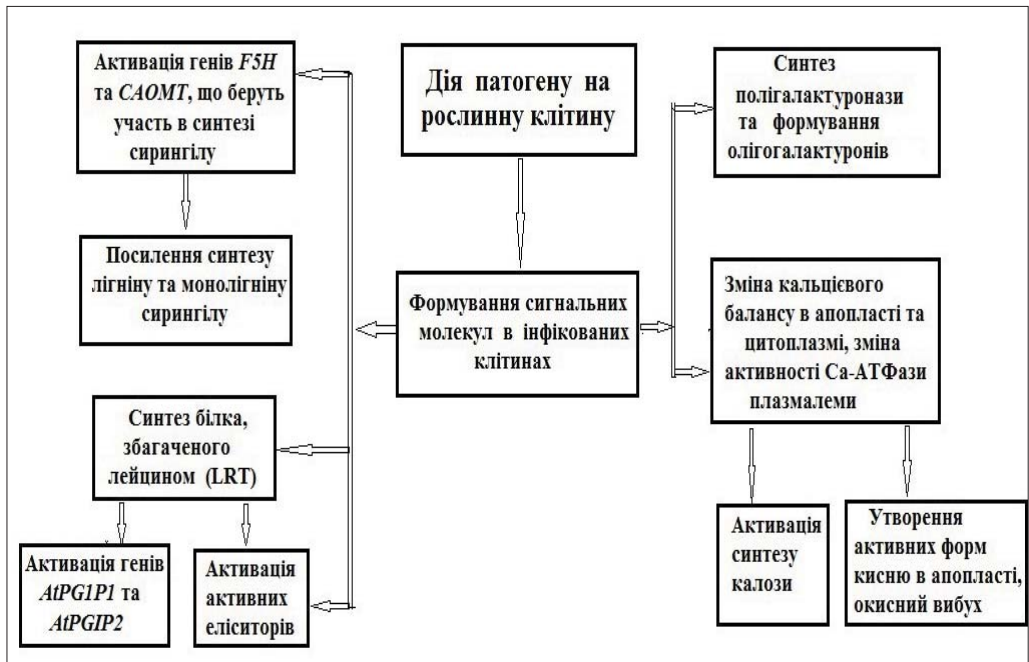 Дія патогену на
рослинну клітину
Активація генів F5H
та CAOMT, що беруть
участь в синтезі
сирингілу
Синтез
полігалактуронази
та формування
олігогалактуронів
Посилення синтезу
лігніну та монолігніну
сирингілу
Формування сигнальних
молекул в інфікованих
клітинах
Зміна кальцієвого
балансу в апопласті та
цитоплазмі, зміна
активності Са-АТФази
плазмалеми
Синтез білка,
збагаченого
лейцином (LRT)
Активація генів
AtPG1P1 та
AtPGIP2
Активація
активних
еліситорів
Активація
синтезу
калози
Утворення
активних форм
кисню в апопласті,
окисний вибух